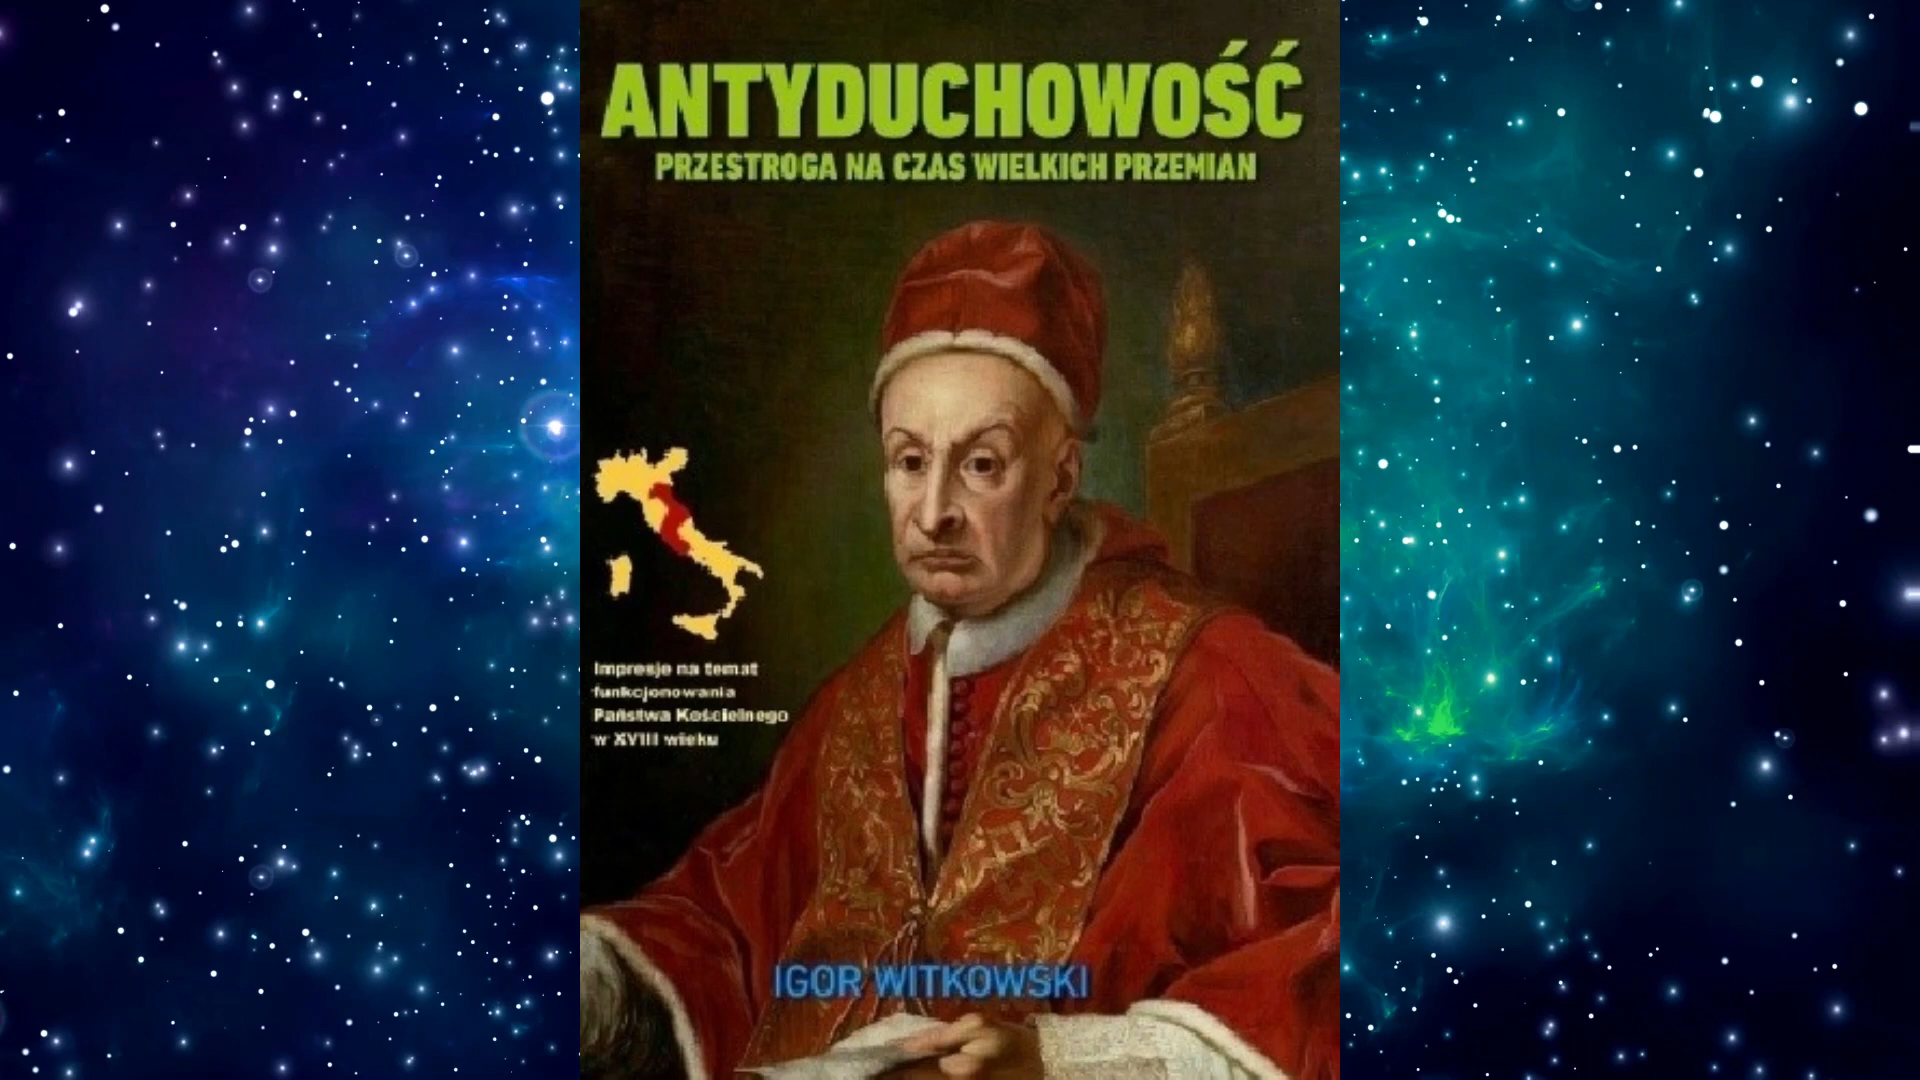 ANTYDUCHOWOŚĆ
PRZESTROGA NA CZAS WIELKICH PRZEMIAN
Impresje na temat
funkcjonowania
Państwa Kościelnego
w XVIII wieku
IGOR WITKOWSKI